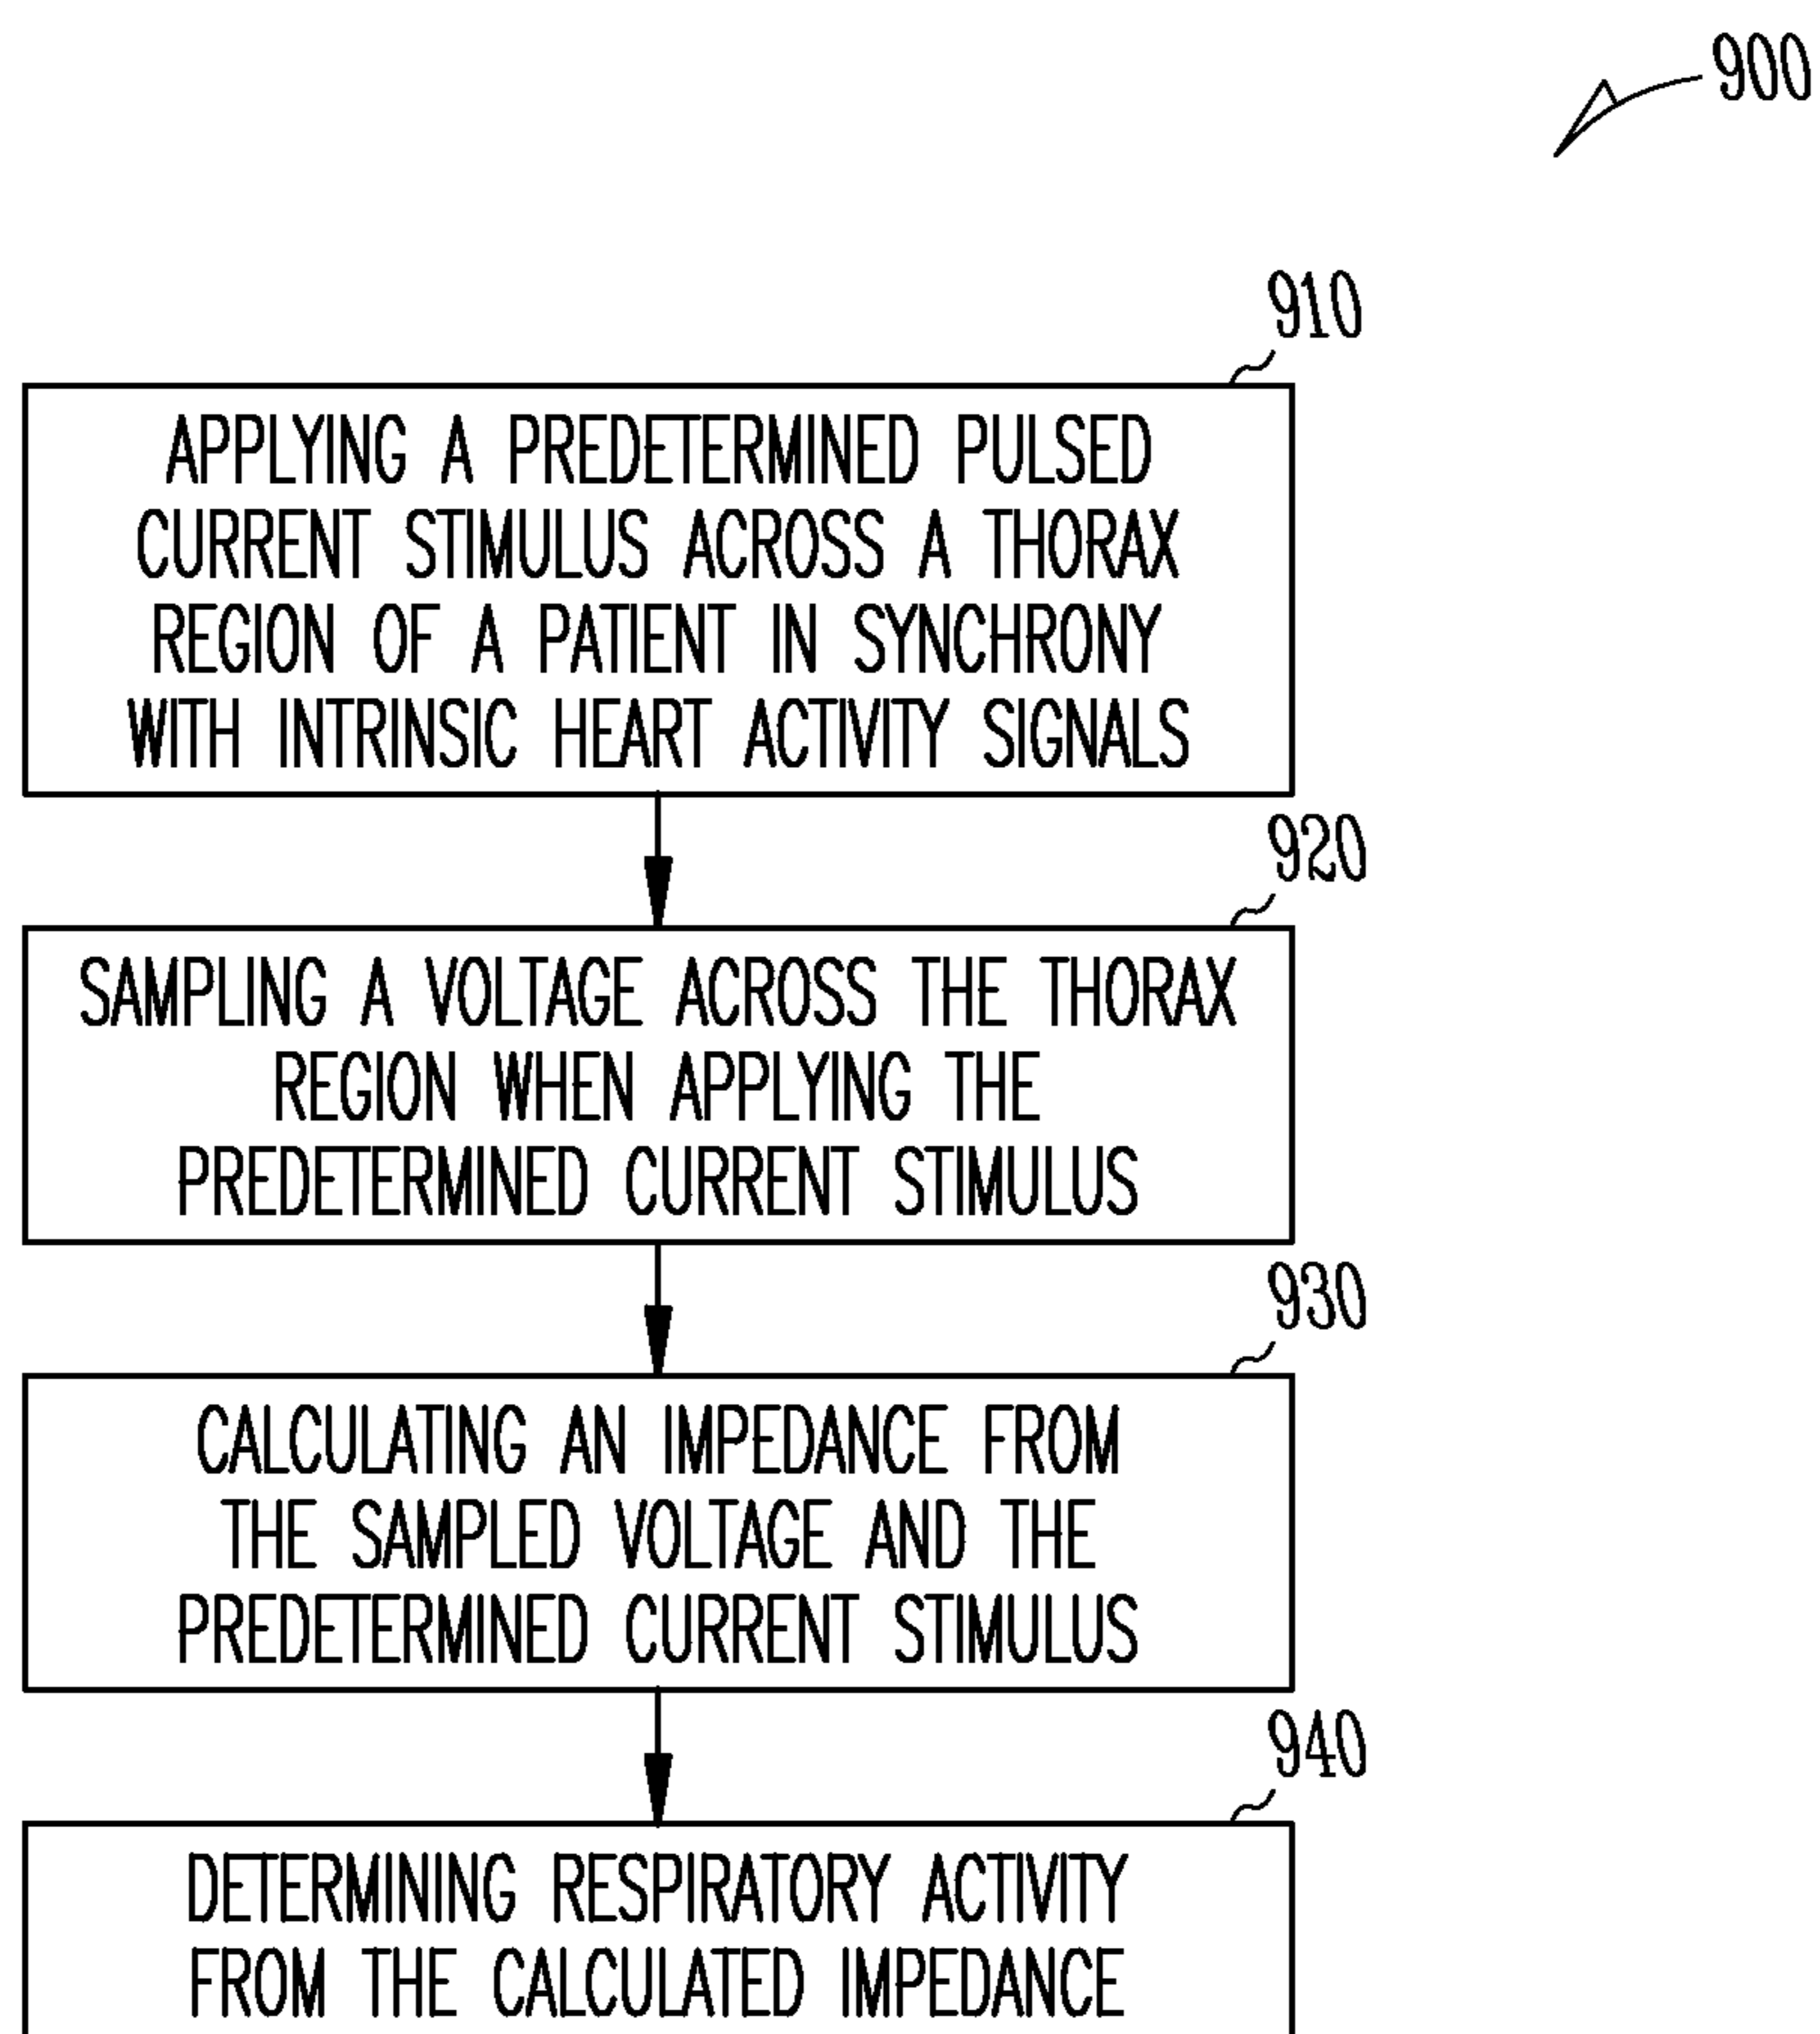 900
910
APPLYING A PREDETERMINED PULSED
CURRENT STIMULUS ACROSS A THORAX
REGION OF A PATIENT IN SYNCHRONY
WITH INTRINSIC HEART ACTIVITY SIGNALS
920
SAMPLING A VOLTAGE ACROSS THE THORAX
REGION WHEN APPLYING THE
PREDETERMINED CURRENT STIMULUS
930
CALCULATING AN IMPEDANCE FROM
THE SAMPLED VOLTAGE AND THE
PREDETERMINED CURRENT STIMULUS
940
DETERMINING RESPIRATORY ACTIVITY
FROM THE CALCULATED IMPEDANCE